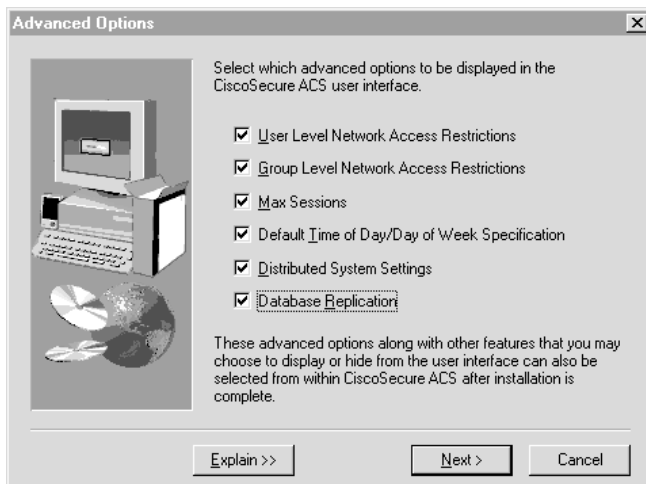 Advanced Options
Select which advanced options to be displayed in the
CiscoSecure ACS user interface.
User Level Network Access Restrictions
Group Level Network Access Restrictions
Max Sessions
Default Time of Day/Day of Week Specification
Distributed System Settings
Database Replication
These advanced options along with other features that you may
choose to display or hide from the user interface can also be
selected from within CiscoSecure ACS after installation is
complete.
Explain >>
Next >
Cancel